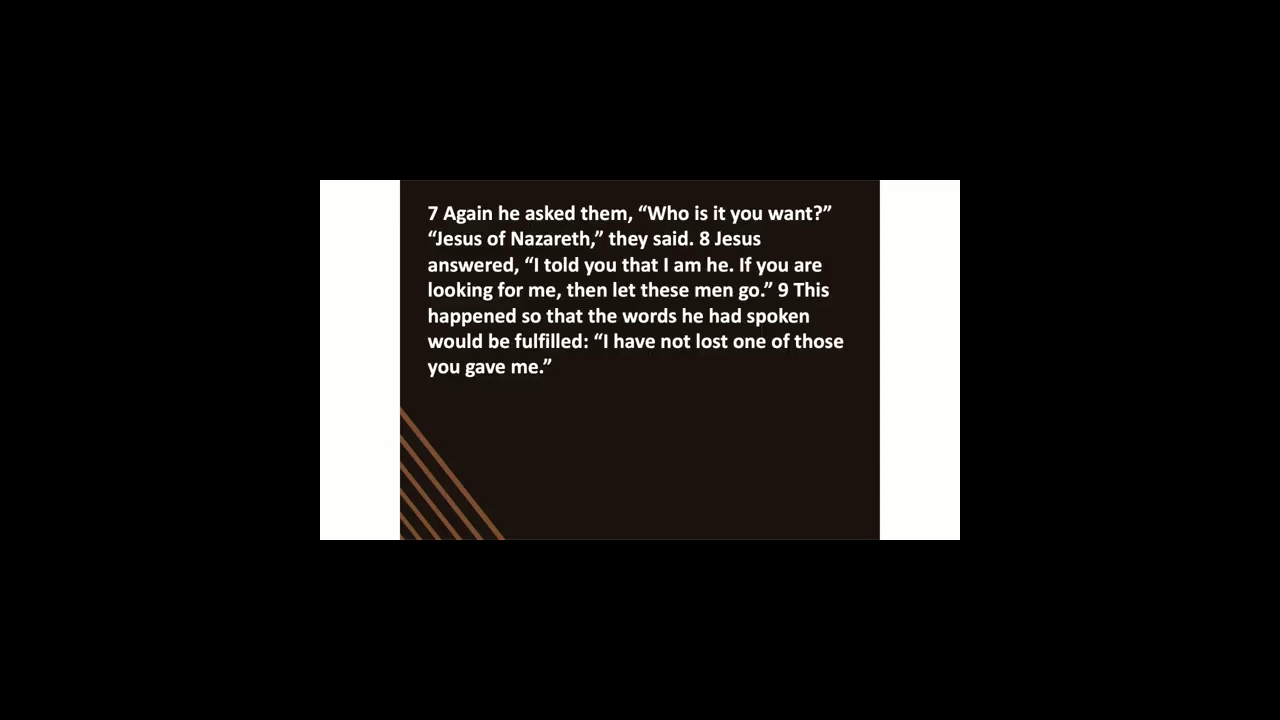 7 Again he asked them, “Who is it you want?”
“Jesus of Nazareth,” they said. 8 Jesus
answered, “I told you that I am he. If you are
looking for me, then let these men go.” 9 This
happened so that the words he had spoken
would be fulfilled: “I have not lost one of those
you gave me.”